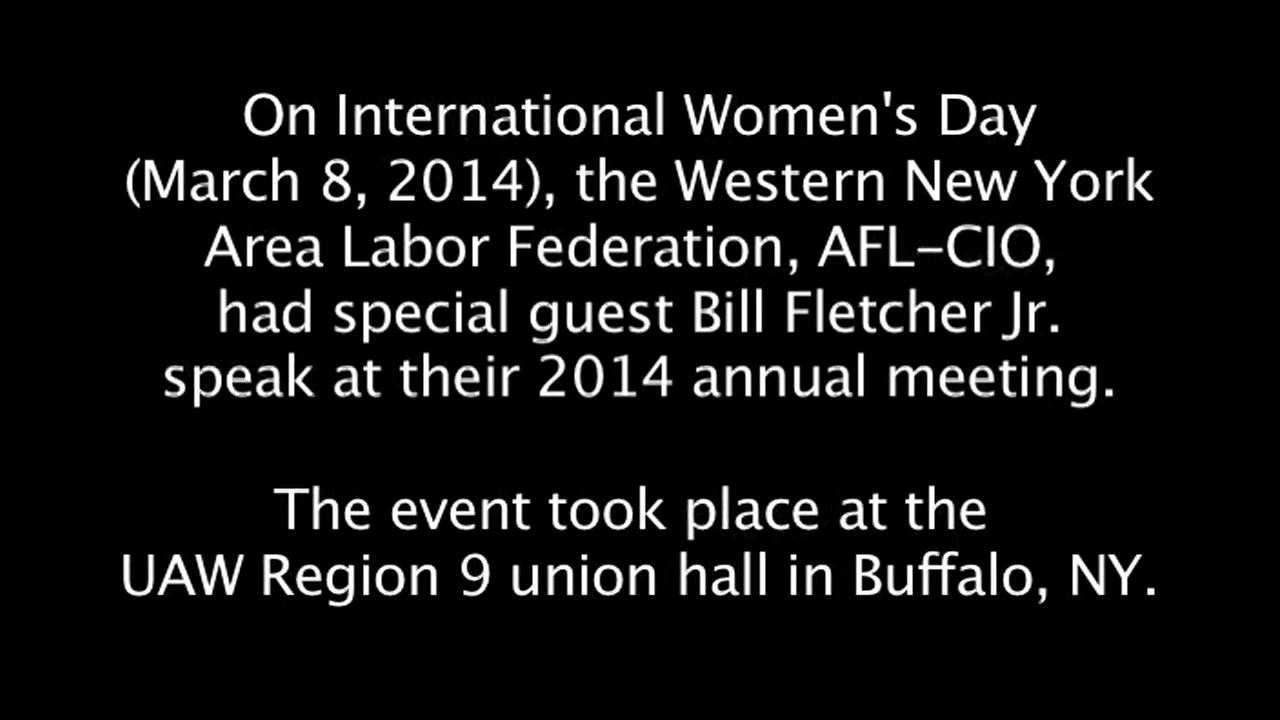 On International Women's Day
(March 8, 2014), the Western New York
Area Labor Federation, AFL-CIO,
had special guest Bill Fletcher Jr.
speak at their 2014 annual meeting.
The event took place at the
UAW Region 9 union hall in Buffalo, NY.